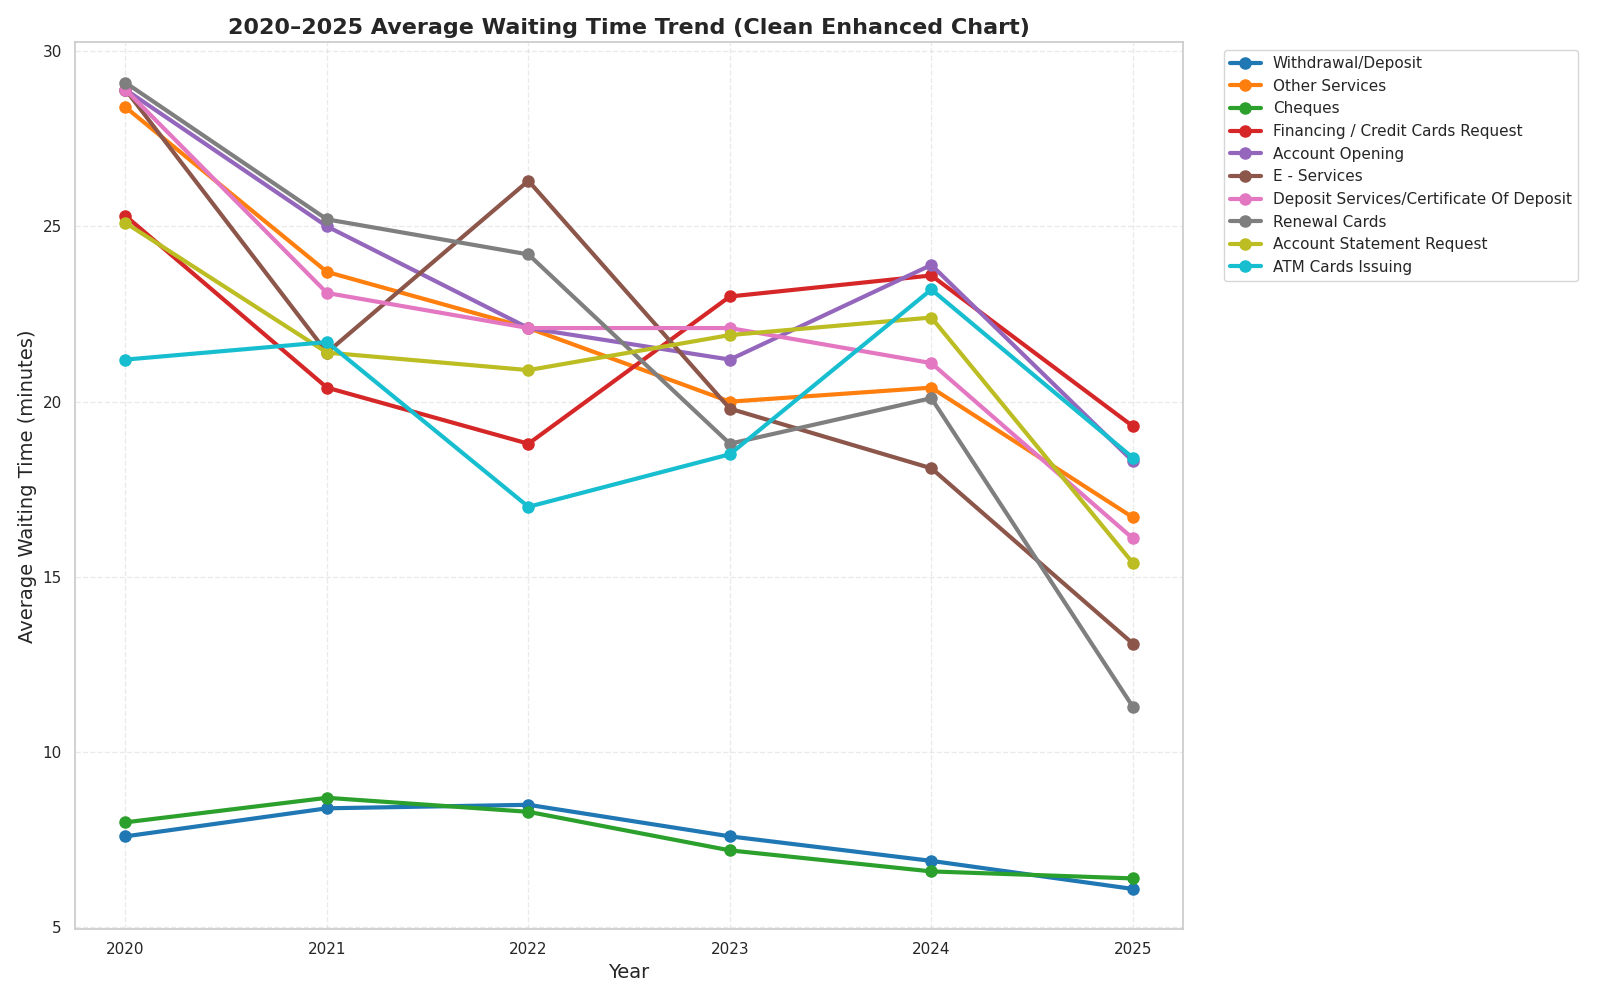 2020–2025 Average Waiting Time Trend (Clean Enhanced Chart)
30
25
20
15
10
5
Average Waiting Time (minutes)
2020
2021
2022
2023
2024
2025
Year
Withdrawal/Deposit
Other Services
Cheques
Financing / Credit Cards Request
Account Opening
E - Services
Deposit Services/Certificate Of Deposit
Renewal Cards
Account Statement Request
ATM Cards Issuing